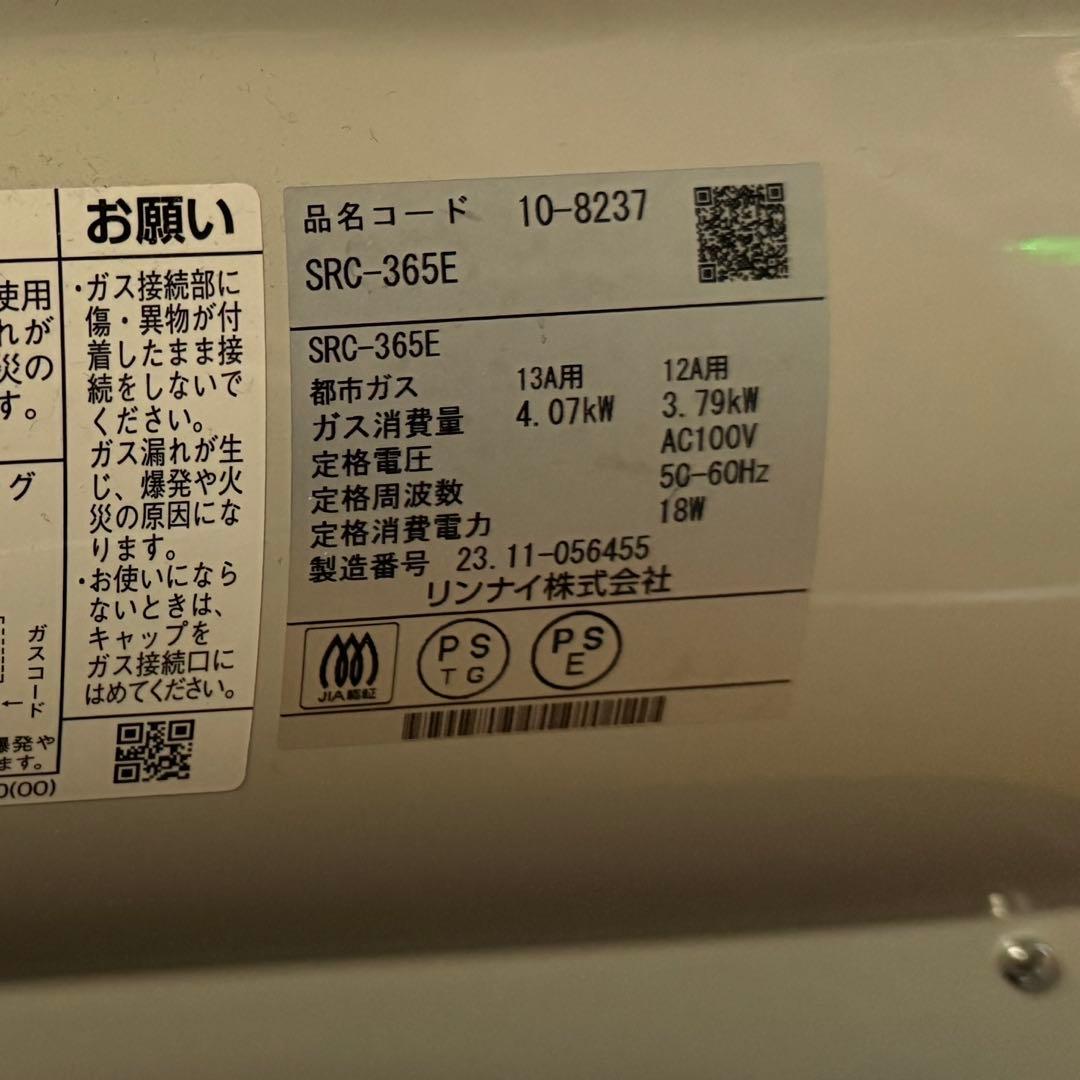 使用
れが
災の
す。
グ
ガスコード
←
爆発や
ます。
0(00)
お願い
・ガス接続部に
傷・異物が付
着したまま接
続をしないで
ください。
ガス漏れが生
じ、爆発や火
災の原因にな
ります。
・お使いになら
ないときは、
キャップを
ガス接続口に
はめてください。
品名コード 10-8237
SRC-365E
SRC-365E
都市ガス 13A用 12A用
ガス消費量 4.07kW 3.79kW
定格電圧 AC100V
定格周波数 50-60Hz
定格消費電力 18W
製造番号 23.11-056455
リンナイ株式会社
JIA認証
PS TG
PS E